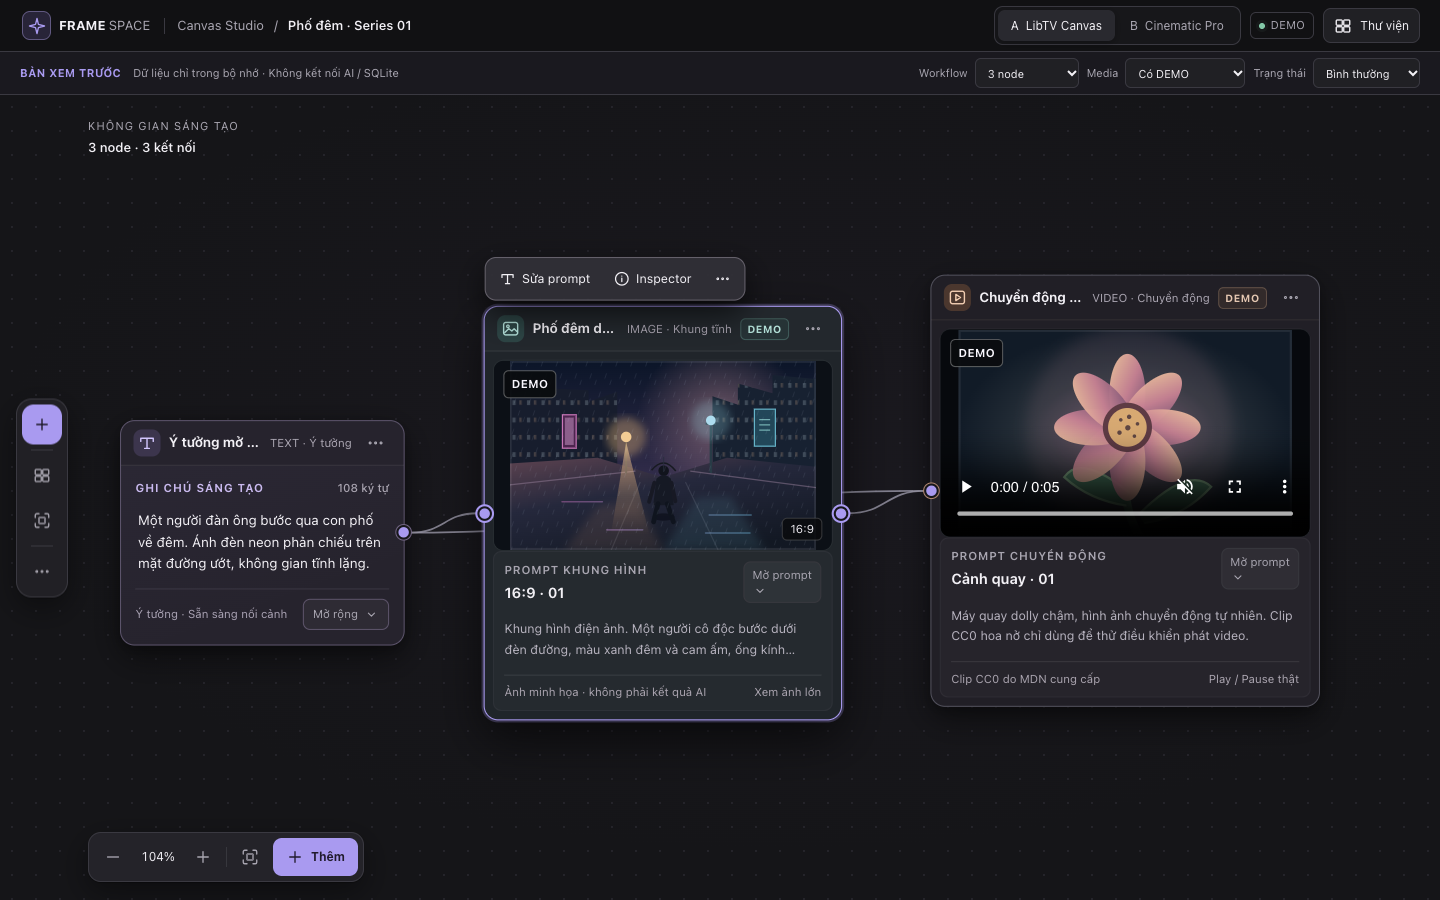 FRAME SPACE
Canvas Studio / Phố đêm · Series 01
A LibTV Canvas
B Cinematic Pro
DEMO
Thư viện
BẢN XEM TRƯỚC
Dữ liệu chỉ trong bộ nhớ · Không kết nối AI / SQLite
Workflow
3 node
Media
Có DEMO
Trạng thái
Bình thường
KHÔNG GIAN SÁNG TẠO
3 node · 3 kết nối
Sửa prompt
Inspector
Ý tưởng mở ...
TEXT · Ý tưởng
GHI CHÚ SÁNG TẠO
108 ký tự
Một người đàn ông bước qua con phố
về đêm. Ánh đèn neon phản chiếu trên
mặt đường ướt, không gian tĩnh lặng.
Ý tưởng · Sẵn sàng nối cảnh
Mở rộng
Phố đêm d...
IMAGE · Khung tĩnh
DEMO
DEMO
16:9
PROMPT KHUNG HÌNH
16:9 · 01
Mở prompt
Khung hình điện ảnh. Một người cô độc bước dưới
đèn đường, màu xanh đêm và cam ấm, ống kính...
Ảnh minh họa · không phải kết quả AI
Xem ảnh lớn
Chuyển động ...
VIDEO · Chuyển động
DEMO
DEMO
0:00 / 0:05
PROMPT CHUYỂN ĐỘNG
Cảnh quay · 01
Mở prompt
Máy quay dolly chậm, hình ảnh chuyển động tự nhiên. Clip
CC0 hoa nở chỉ dùng để thử điều khiển phát video.
Clip CC0 do MDN cung cấp
Play / Pause thật
104%
Thêm